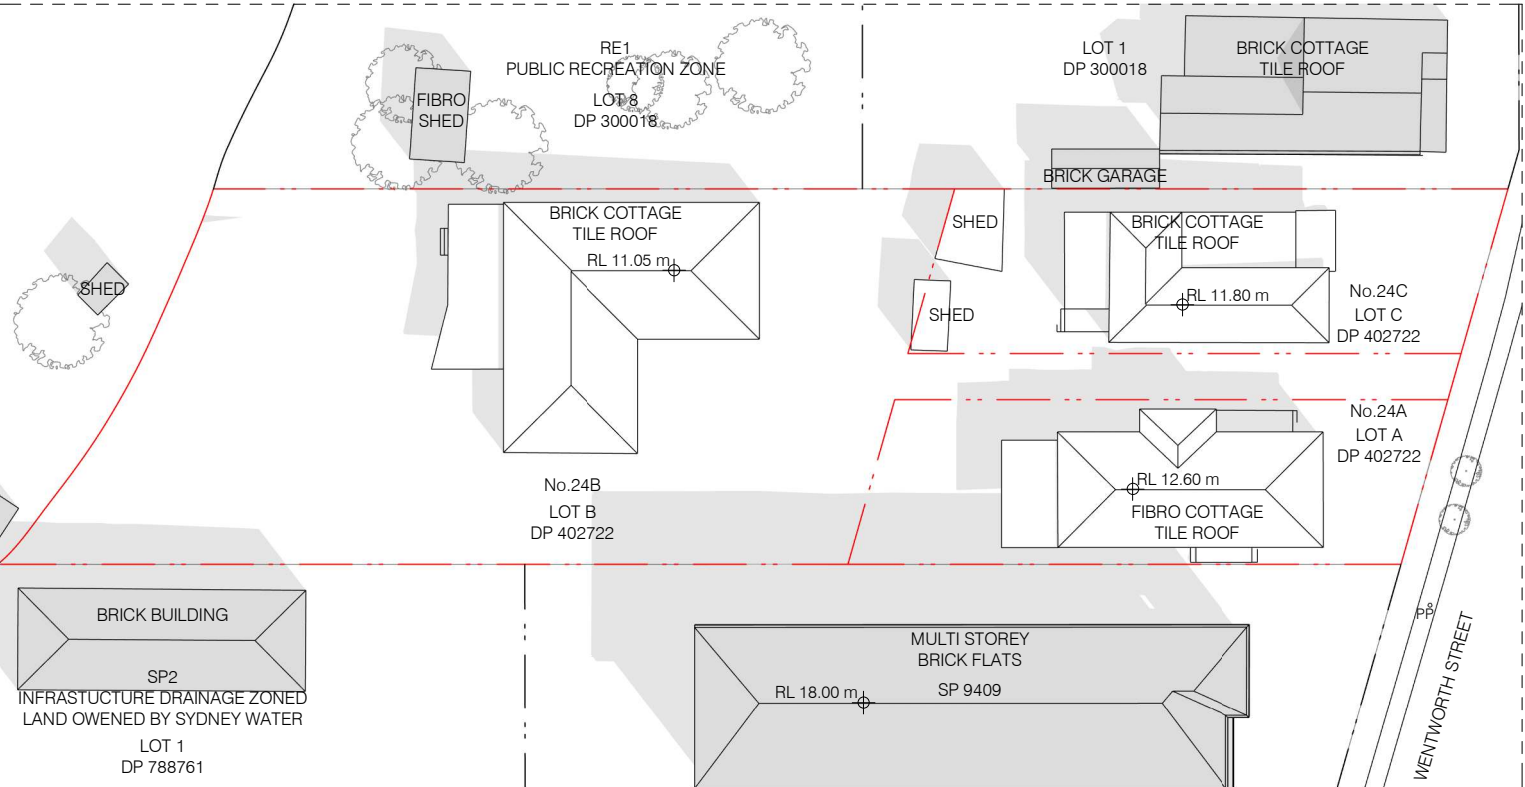 RE1
PUBLIC RECREATION ZONE
LOT 8
DP 300018
FIBRO
SHED
LOT 1
DP 300018
BRICK COTTAGE
TILE ROOF
BRICK GARAGE
BRICK COTTAGE
TILE ROOF
RL 11.05 m
SHED
SHED
SHED
BRICK COTTAGE
TILE ROOF
RL 11.80 m
No.24C
LOT C
DP 402722
No.24A
LOT A
DP 402722
RL 12.60 m
FIBRO COTTAGE
TILE ROOF
No.24B
LOT B
DP 402722
BRICK BUILDING
SP2
INFRASTUCTURE DRAINAGE ZONED
LAND OWENED BY SYDNEY WATER
LOT 1
DP 788761
MULTI STOREY
BRICK FLATS
SP 9409
RL 18.00 m
PP
WENTWORTH STREET